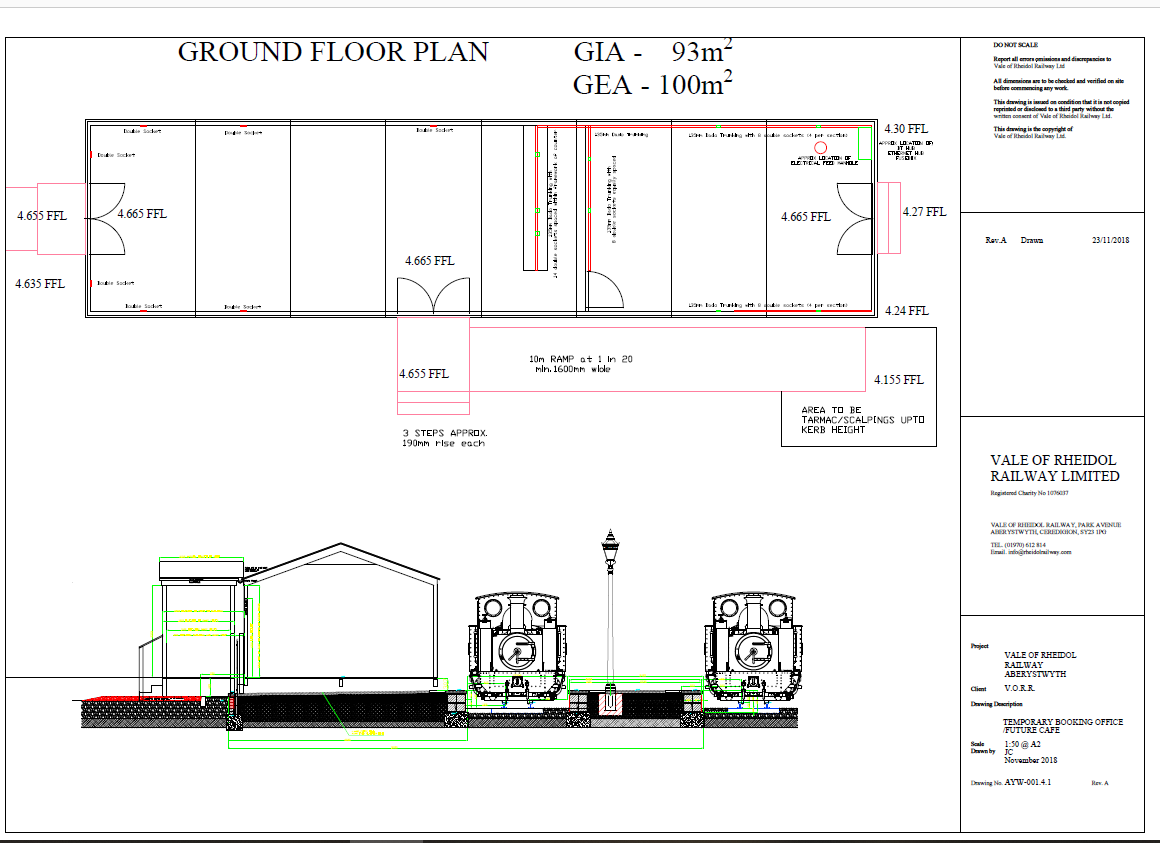 GROUND FLOOR PLAN
GIA - 93m²
GEA - 100m²
Double Socket
Double Socket
Double Socket
Double Socket
Double Socket
Double Socket
Double Socket
4.655 FFL
4.665 FFL
4.635 FFL
4.665 FFL
4.665 FFL
4.30 FFL
APPROX LOCATION OF
ELECTRICAL FEED MANHOLE
4.27 FFL
4.24 FFL
4.655 FFL
10m RAMP at 1 in 20
min.1600mm wide
4.155 FFL
AREA TO BE
TARMAC/SCALPINGS UPTO
KERB HEIGHT
3 STEPS APPROX.
190mm rise each
DO NOT SCALE
Report all errors omissions and discrepancies to
Vale of Rheidol Railway Ltd
All dimensions are to be checked and verified on site
before commencing any work.
This drawing is issued on condition that it is not copied
reprinted or disclosed to a third party without the
written consent of Vale of Rheidol Railway Ltd.
This drawing is the copyright of
Vale of Rheidol Railway Ltd.
Rev.A Drawn 23/11/2018
VALE OF RHEIDOL
RAILWAY LIMITED
Registered Charity No 1076037
VALE OF RHEIDOL RAILWAY, PARK AVENUE
ABERYSTWYTH, CEREDIGION, SY23 1PG
TEL. (01970) 612 814
Email. info@rheidolrailway.com
Project
VALE OF RHEIDOL
RAILWAY
ABERYSTWYTH
Client V.O.R.R.
Drawing Description
TEMPORARY BOOKING OFFICE
/FUTURE CAFE
Scale 1:50 @ A2
Drawn by JC
November 2018
Drawing No. AYW-001.4.1 Rev. A